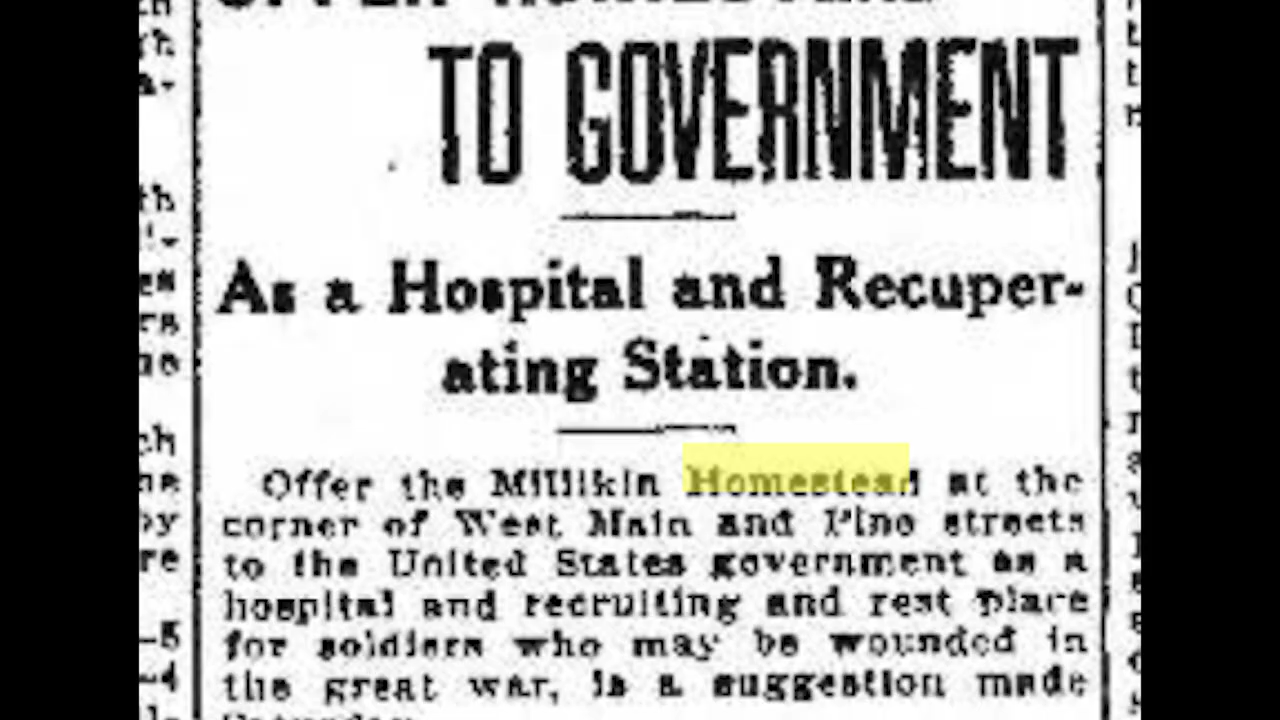 OFFER HOMESTEAD
TO GOVERNMENT
As a Hospital and Recuper-
ating Station.
Offer the Millikin Homestead at the
corner of West Main and Pine streets
to the United States government as a
hospital and recruiting and rest place
for soldiers who may be wounded in
the great war, is a suggestion made